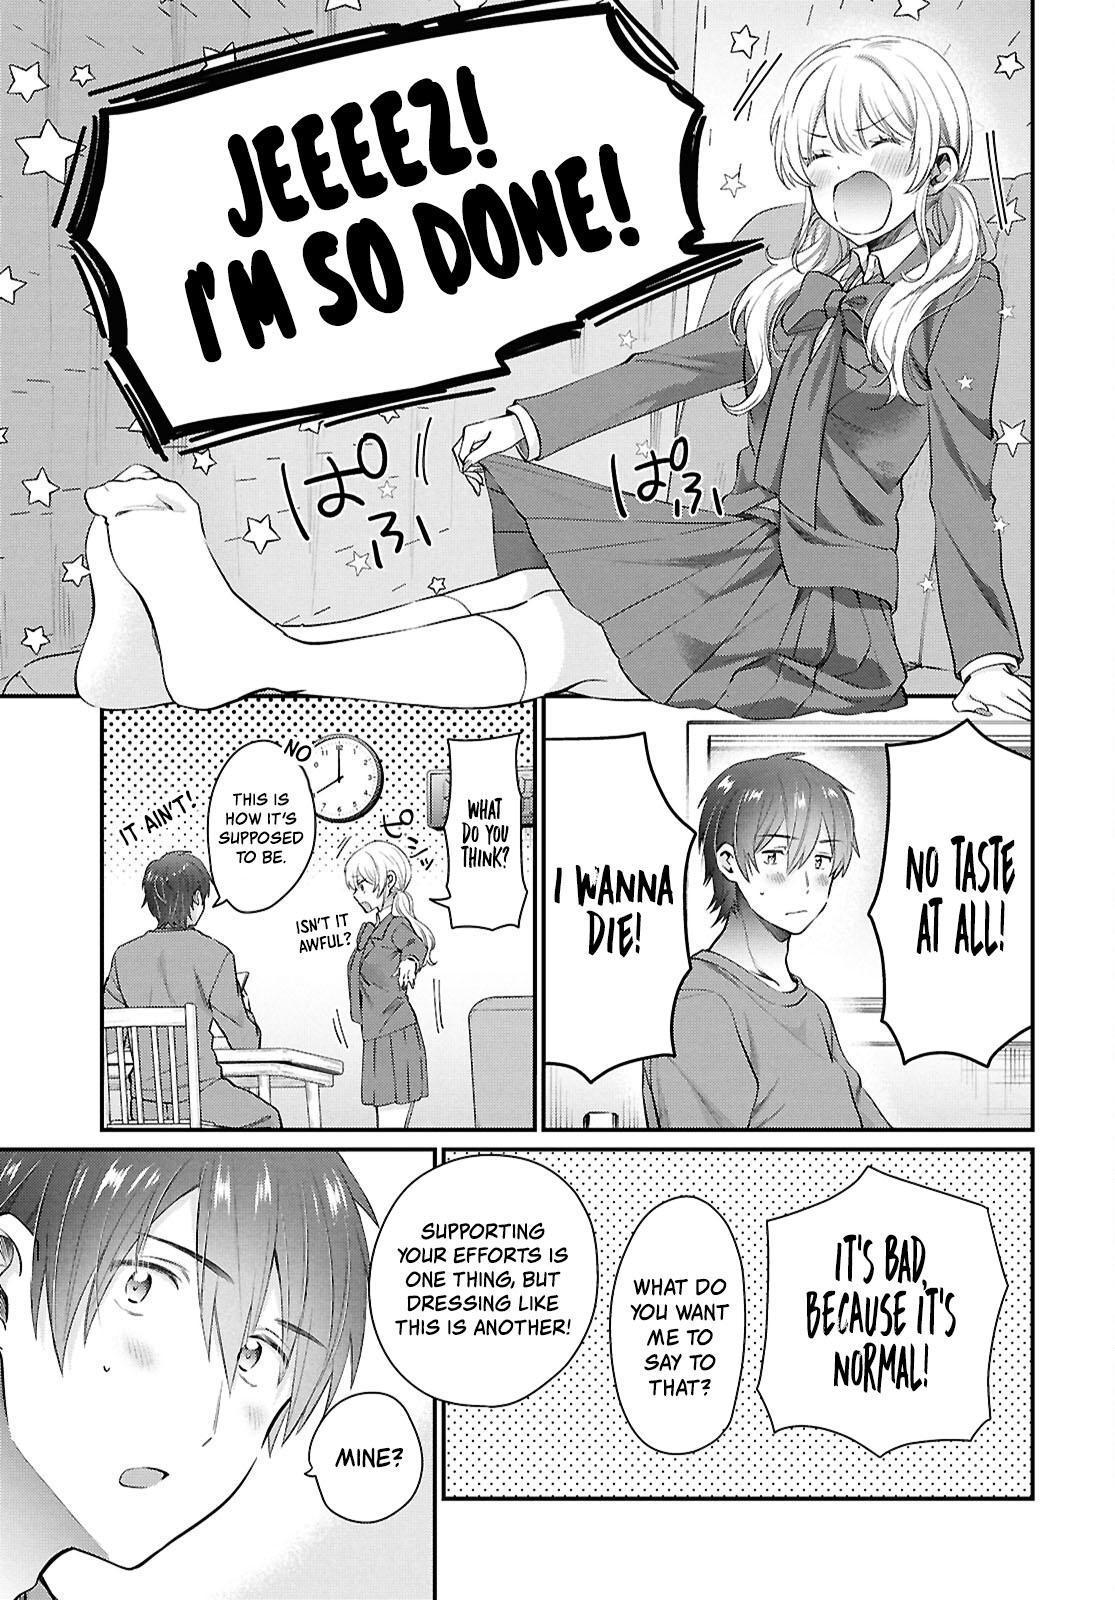 JEEEEZ!
I'M SO DONE!
ぱふ
ぱふ
NO TASTE
AT ALL!
I WANNA
DIE!
WHAT
DO YOU
THINK?
ピシッ
NO
THIS IS
HOW IT'S
SUPPOSED
TO BE.
IT AIN'T!
ISN'T IT
AWFUL?
IT'S BAD,
BECAUSE IT'S
NORMAL!
WHAT DO
YOU WANT
ME TO
SAY TO
THAT?
SUPPORTING
YOUR EFFORTS IS
ONE THING, BUT
DRESSING LIKE
THIS IS ANOTHER!
MINE?